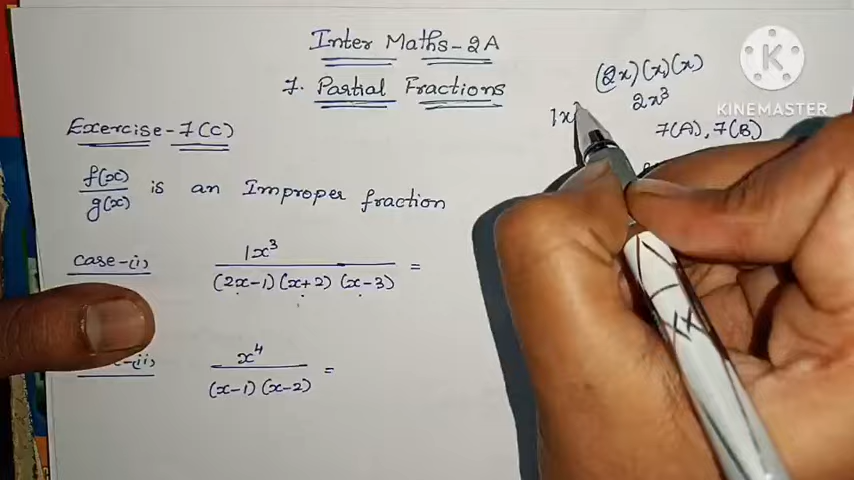 Inter Maths-2A
7. Partial Fractions
(2x)(x)(x)
2x³
1x
7(A), 7(B)
KINEMASTER
Exercise-7(C)
f(x)/g(x) is an Improper fraction
case-(i) 1x³/(2x-1)(x+2)(x-3) =
-(ii) x⁴/(x-1)(x-2) =